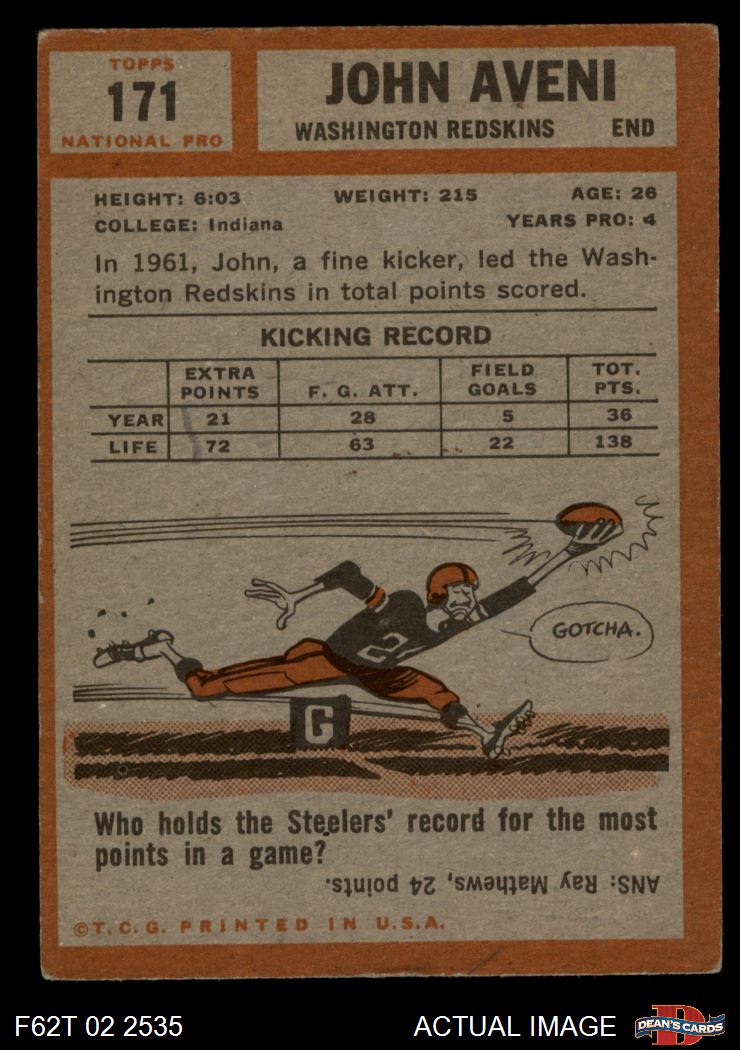 TOPPS
171
NATIONAL PRO
JOHN AVENI
WASHINGTON REDSKINS END
HEIGHT: 6:03 WEIGHT: 215 AGE: 26
COLLEGE: Indiana YEARS PRO: 4
In 1961, John, a fine kicker, led the Wash-
ington Redskins in total points scored.
KICKING RECORD
EXTRA POINTS F. G. ATT. FIELD GOALS TOT. PTS.
YEAR 21 28 5 36
LIFE 72 63 22 138
GOTCHA.
2
G
Who holds the Steelers' record for the most
points in a game?
ANS: Ray Mathews, 24 points.
©T.C.G. PRINTED IN U.S.A.
F62T 02 2535 ACTUAL IMAGE
D
DEAN'S CARDS